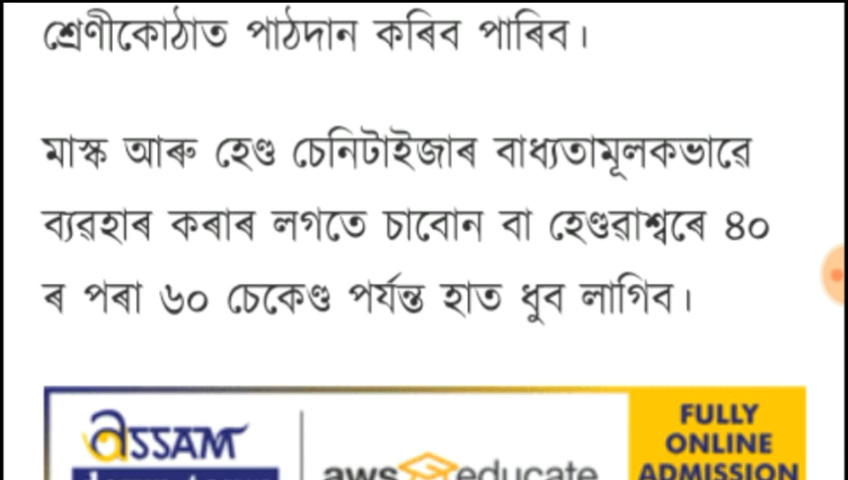 শ্ৰেণীকোঠাত পাঠদান কৰিব পাৰিব।
মাস্ক আৰু হেণ্ড চেনিটাইজাৰ বাধ্যতামূলকভাৱে
ব্যৱহাৰ কৰাৰ লগতে চাবোন বা হেণ্ডৱাশ্বৰে ৪০
ৰ পৰা ৬০ চেকেণ্ড পৰ্যন্ত হাত ধুব লাগিব।
ASSAM
aws educate
FULLY
ONLINE
ADMISSION